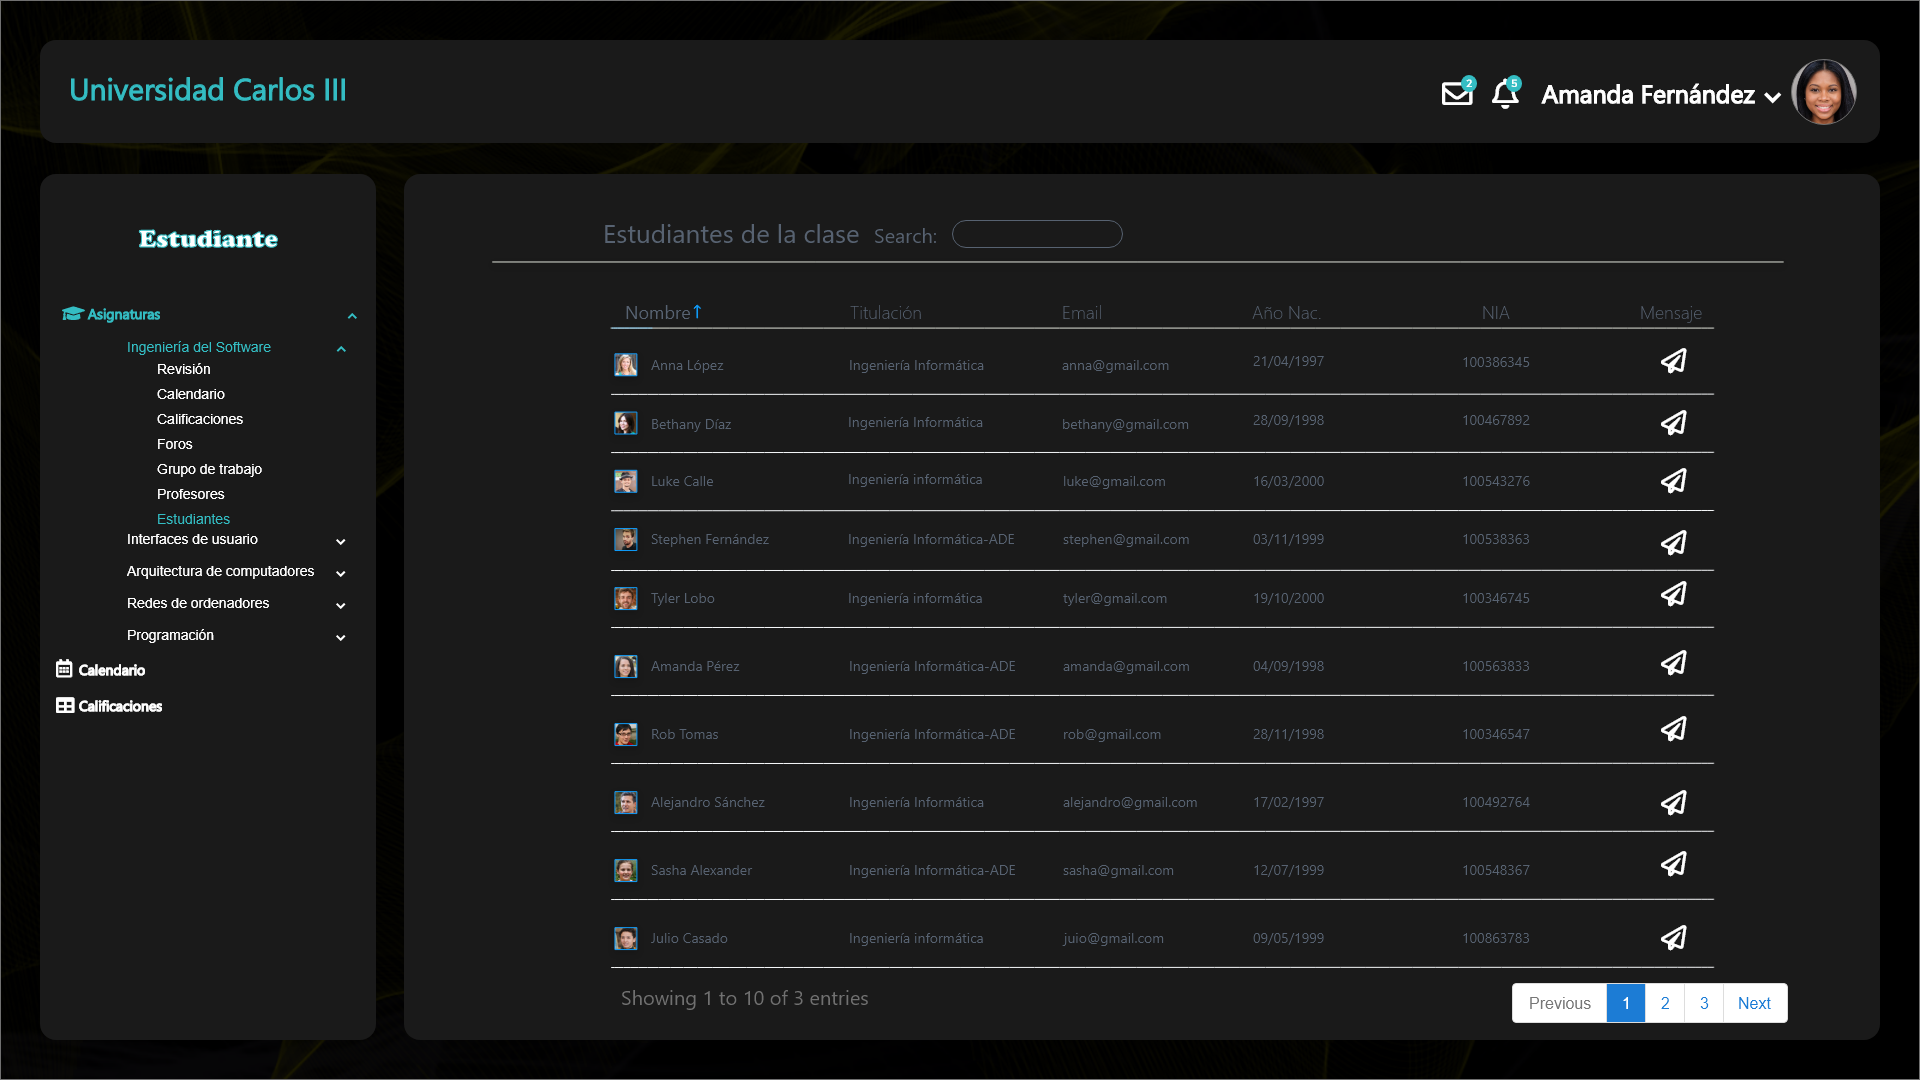 Universidad Carlos III
2
5
Amanda Fernández
Estudiante
Asignaturas
Ingeniería del Software
Revisión
Calendario
Calificaciones
Foros
Grupo de trabajo
Profesores
Estudiantes
Interfaces de usuario
Arquitectura de computadores
Redes de ordenadores
Programación
Calendario
Calificaciones
Estudiantes de la clase Search:
Nombre↑ Titulación Email Año Nac. NIA Mensaje
Anna López Ingeniería Informática anna@gmail.com 21/04/1997 100386345
Bethany Díaz Ingeniería Informática bethany@gmail.com 28/09/1998 100467892
Luke Calle Ingeniería informática luke@gmail.com 16/03/2000 100543276
Stephen Fernández Ingeniería Informática-ADE stephen@gmail.com 03/11/1999 100538363
Tyler Lobo Ingeniería informática tyler@gmail.com 19/10/2000 100346745
Amanda Pérez Ingeniería Informática-ADE amanda@gmail.com 04/09/1998 100563833
Rob Tomas Ingeniería Informática-ADE rob@gmail.com 28/11/1998 100346547
Alejandro Sánchez Ingeniería Informática alejandro@gmail.com 17/02/1997 100492764
Sasha Alexander Ingeniería Informática-ADE sasha@gmail.com 12/07/1999 100548367
Julio Casado Ingeniería informática juio@gmail.com 09/05/1999 100863783
Showing 1 to 10 of 3 entries
Previous 1 2 3 Next